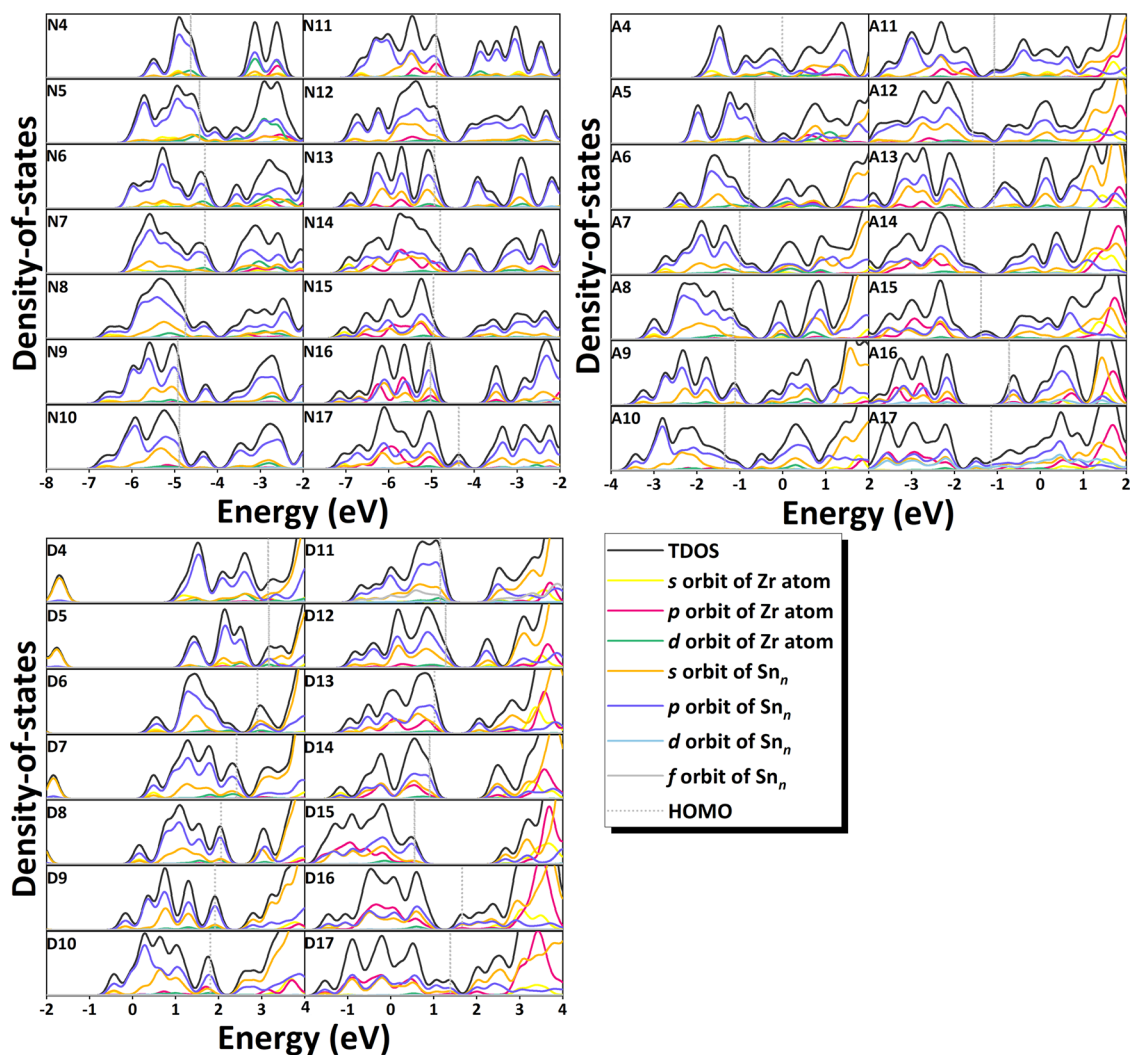 Density-of-states
N4 N11
N5 N12
N6 N13
N7 N14
N8 N15
N9 N16
N10 N17
-8 -7 -6 -5 -4 -3 -2 -7 -6 -5 -4 -3 -2
Energy (eV)
Density-of-states
A4 A11
A5 A12
A6 A13
A7 A14
A8 A15
A9 A16
A10 A17
-4 -3 -2 -1 0 1 2 -3 -2 -1 0 1 2
Energy (eV)
Density-of-states
D4 D11
D5 D12
D6 D13
D7 D14
D8 D15
D9 D16
D10 D17
-2 -1 0 1 2 3 4 -1 0 1 2 3 4
Energy (eV)
TDOS
s orbit of Zr atom
p orbit of Zr atom
d orbit of Zr atom
s orbit of Snn
p orbit of Snn
d orbit of Snn
f orbit of Snn
HOMO